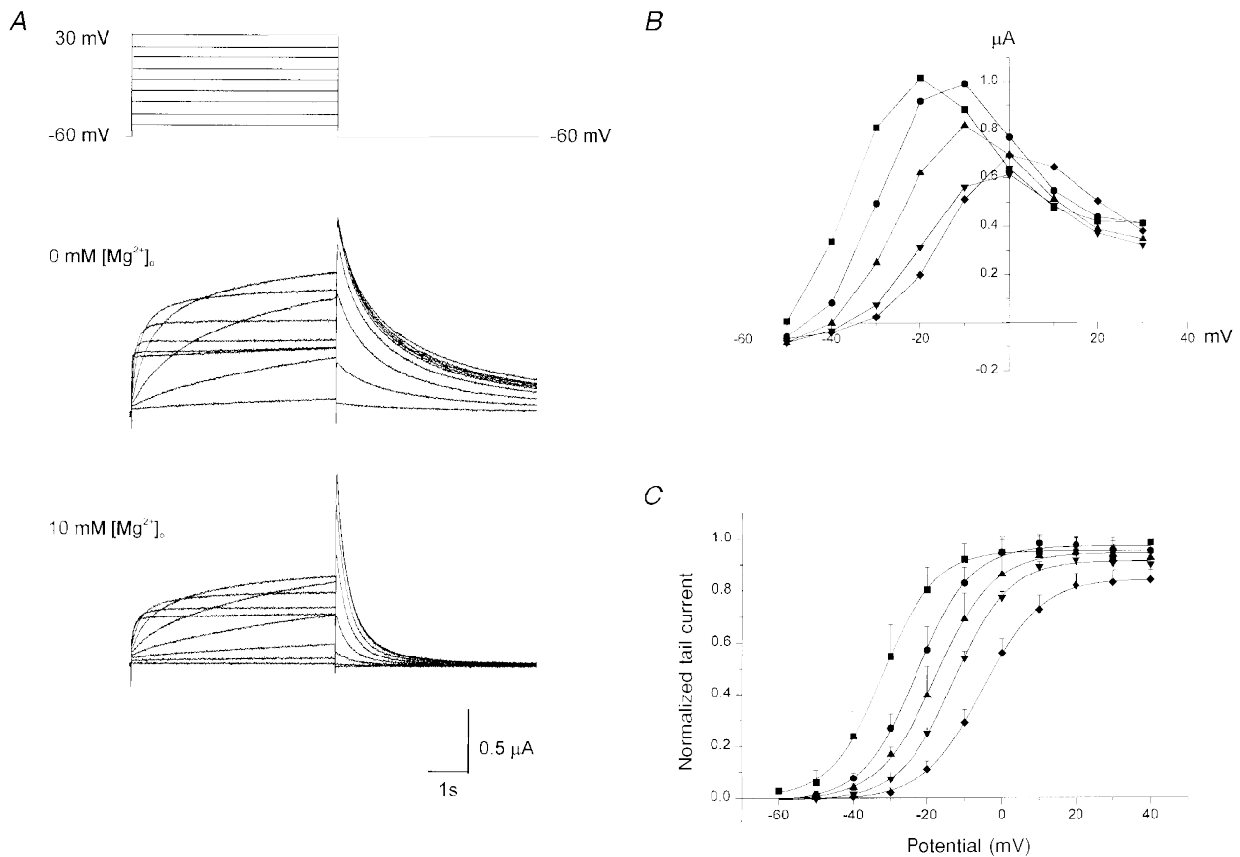 A
30 mV
-60 mV
-60 mV
0 mM [Mg²⁺]ₒ
10 mM [Mg²⁺]ₒ
0.5 µA
1s
B
µA
1.0
0.8
0.6
0.4
0.2
-0.2
-60
-40
-20
20
40
mV
C
Normalized tail current
1.0
0.8
0.6
0.4
0.2
0.0
-60
-40
-20
0
20
40
Potential (mV)